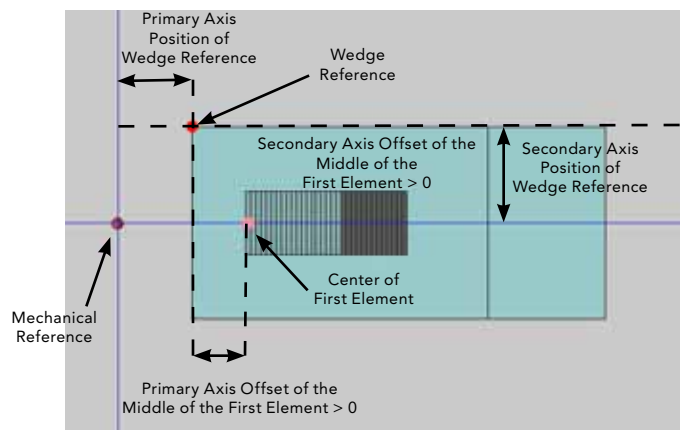 Primary Axis
Position of
Wedge Reference
Wedge
Reference
Secondary Axis Offset of the
Middle of the
First Element > 0
Secondary Axis
Position of
Wedge Reference
Center of
First Element
Mechanical
Reference
Primary Axis Offset of the
Middle of the First Element > 0